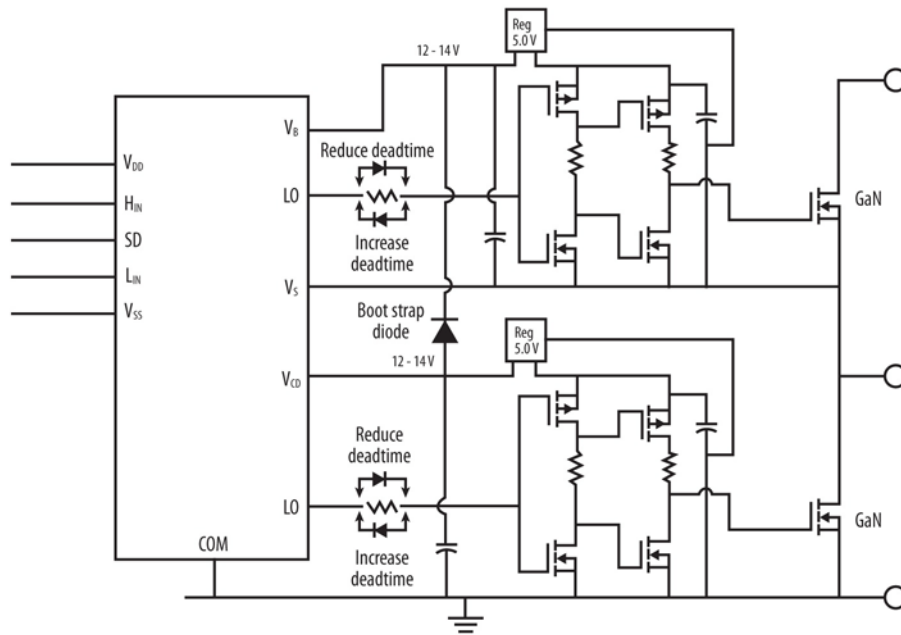 Reg
5.0 V
12 - 14 V
V_B
Reduce deadtime
V_DD
LO
H_IN
GaN
SD
Increase deadtime
L_IN
V_S
V_SS
Boot strap
diode
Reg
5.0 V
12 - 14 V
V_CD
Reduce
deadtime
LO
GaN
COM
Increase
deadtime